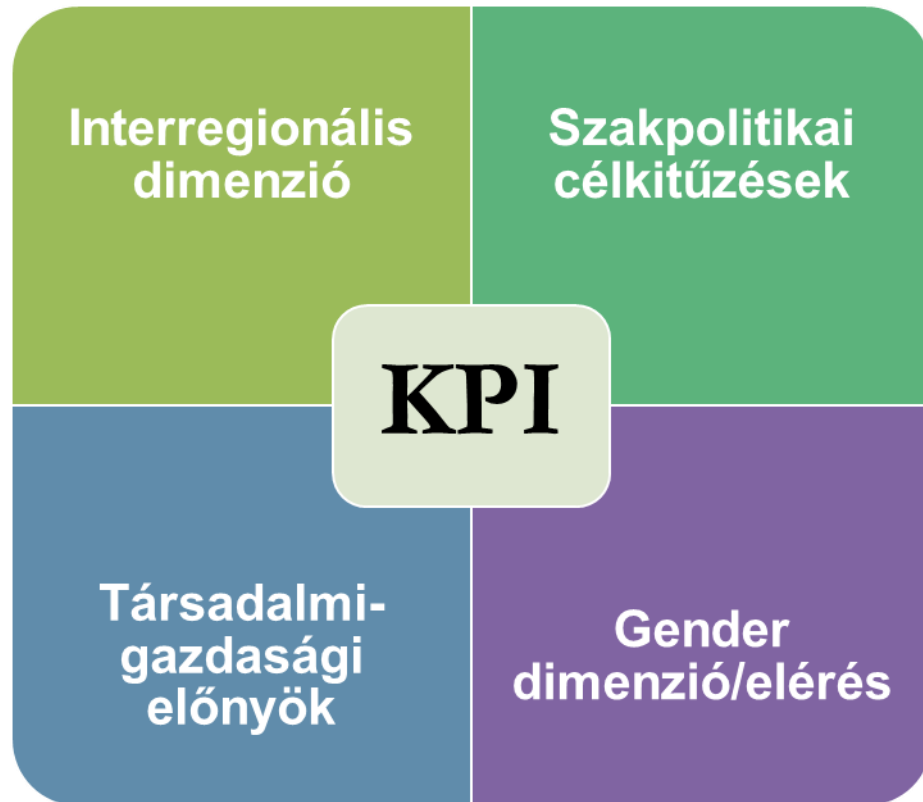 Interregionális
dimenzió
Szakpolitikai
célkitűzések
KPI
Társadalmi-
gazdasági
előnyök
Gender
dimenzió/elérés